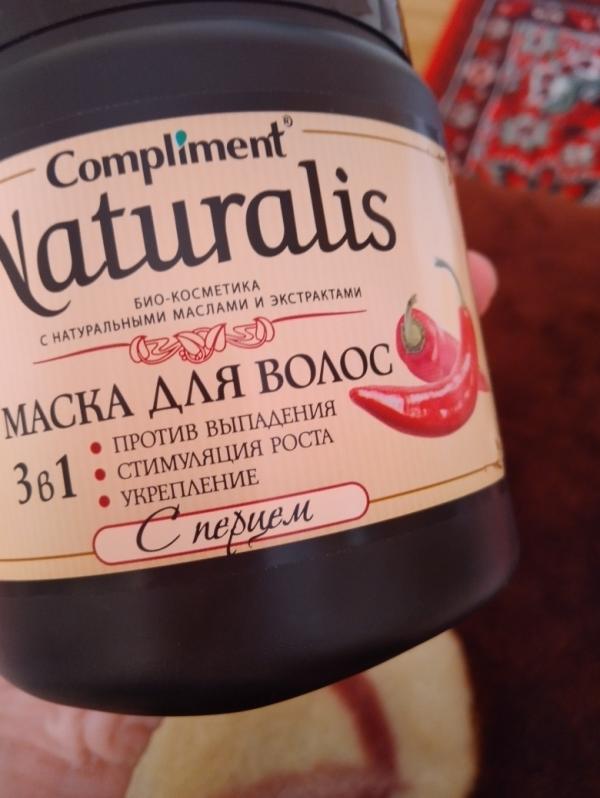 Compliment®
Naturalis
БИО-КОСМЕТИКА
С НАТУРАЛЬНЫМИ МАСЛАМИ И ЭКСТРАКТАМИ
МАСКА ДЛЯ ВОЛОС
3в1
• ПРОТИВ ВЫПАДЕНИЯ
• СТИМУЛЯЦИЯ РОСТА
• УКРЕПЛЕНИЕ
С перцем